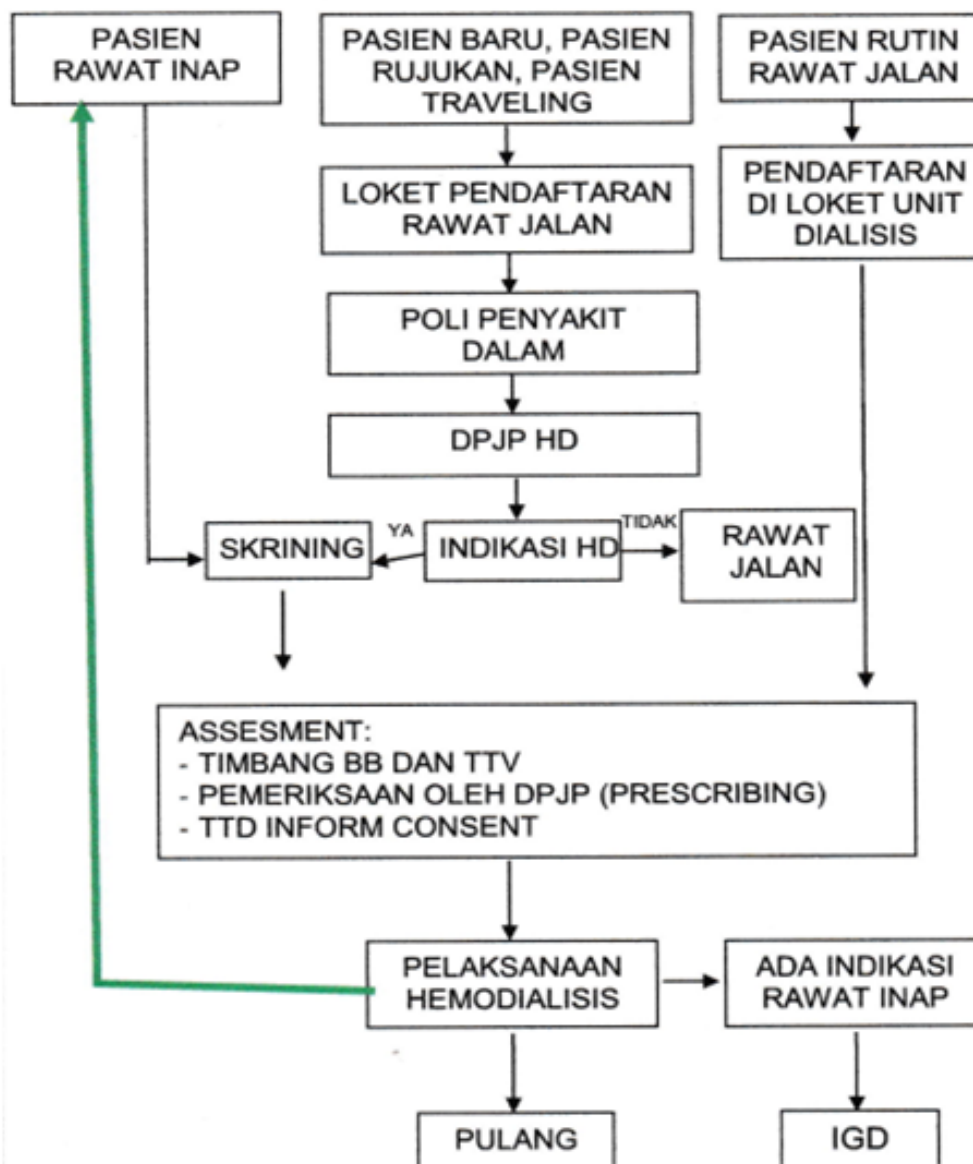 PASIEN
RAWAT INAP
PASIEN BARU, PASIEN
RUJUKAN, PASIEN
TRAVELING
PASIEN RUTIN
RAWAT JALAN
LOKET PENDAFTARAN
RAWAT JALAN
PENDAFTARAN
DI LOKET UNIT
DIALISIS
POLI PENYAKIT
DALAM
DPJP HD
SKRINING
YA
INDIKASI HD
TIDAK
RAWAT
JALAN
ASSESMENT:
- TIMBANG BB DAN TTV
- PEMERIKSAAN OLEH DPJP (PRESCRIBING)
- TTD INFORM CONSENT
PELAKSANAAN
HEMODIALISIS
ADA INDIKASI
RAWAT INAP
PULANG
IGD